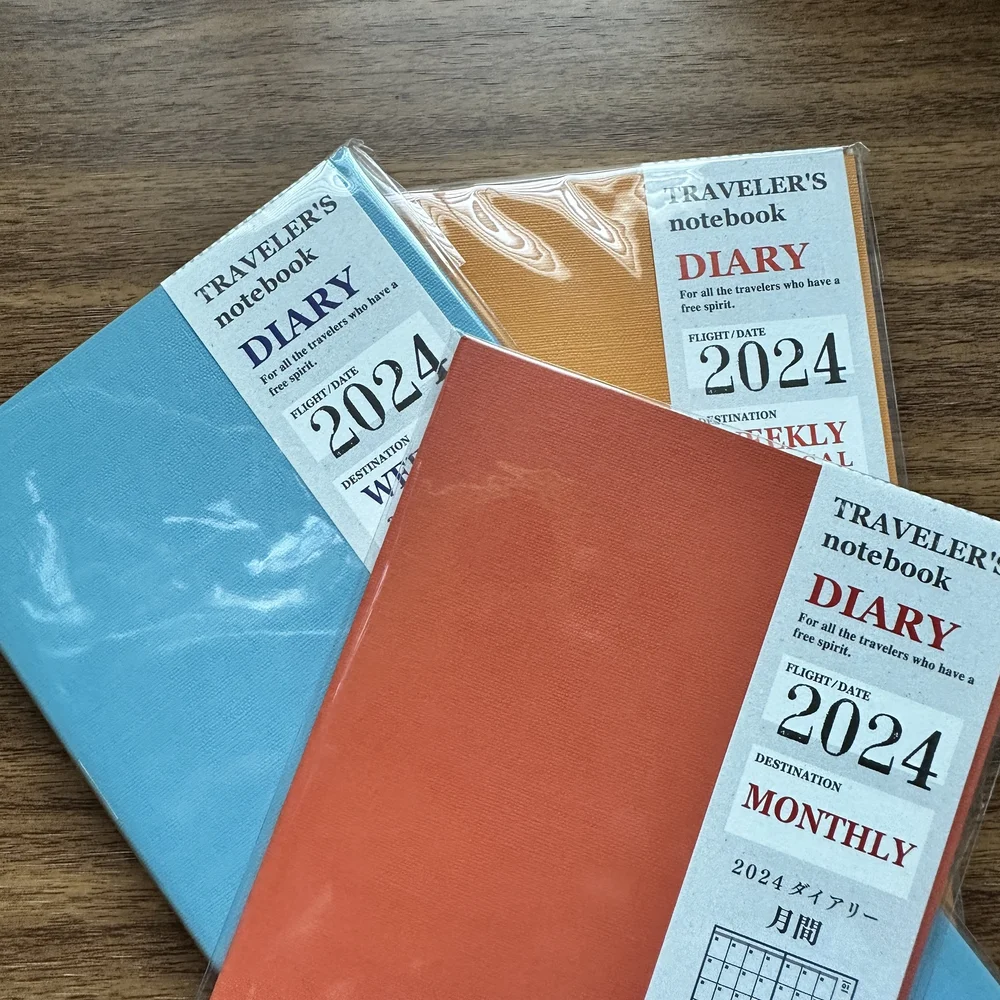 TRAVELER'S
notebook
DIARY
For all the travelers who have a
free spirit.
FLIGHT/DATE
2024
DESTINATION
TRAVELER'S
notebook
DIARY
For all the travelers who have a
free spirit.
FLIGHT/DATE
2024
DESTINATION
WEEKLY
TRAVELER'S
notebook
DIARY
For all the travelers who have a
free spirit.
FLIGHT/DATE
2024
DESTINATION
MONTHLY
2024 ダイアリー
月間
01